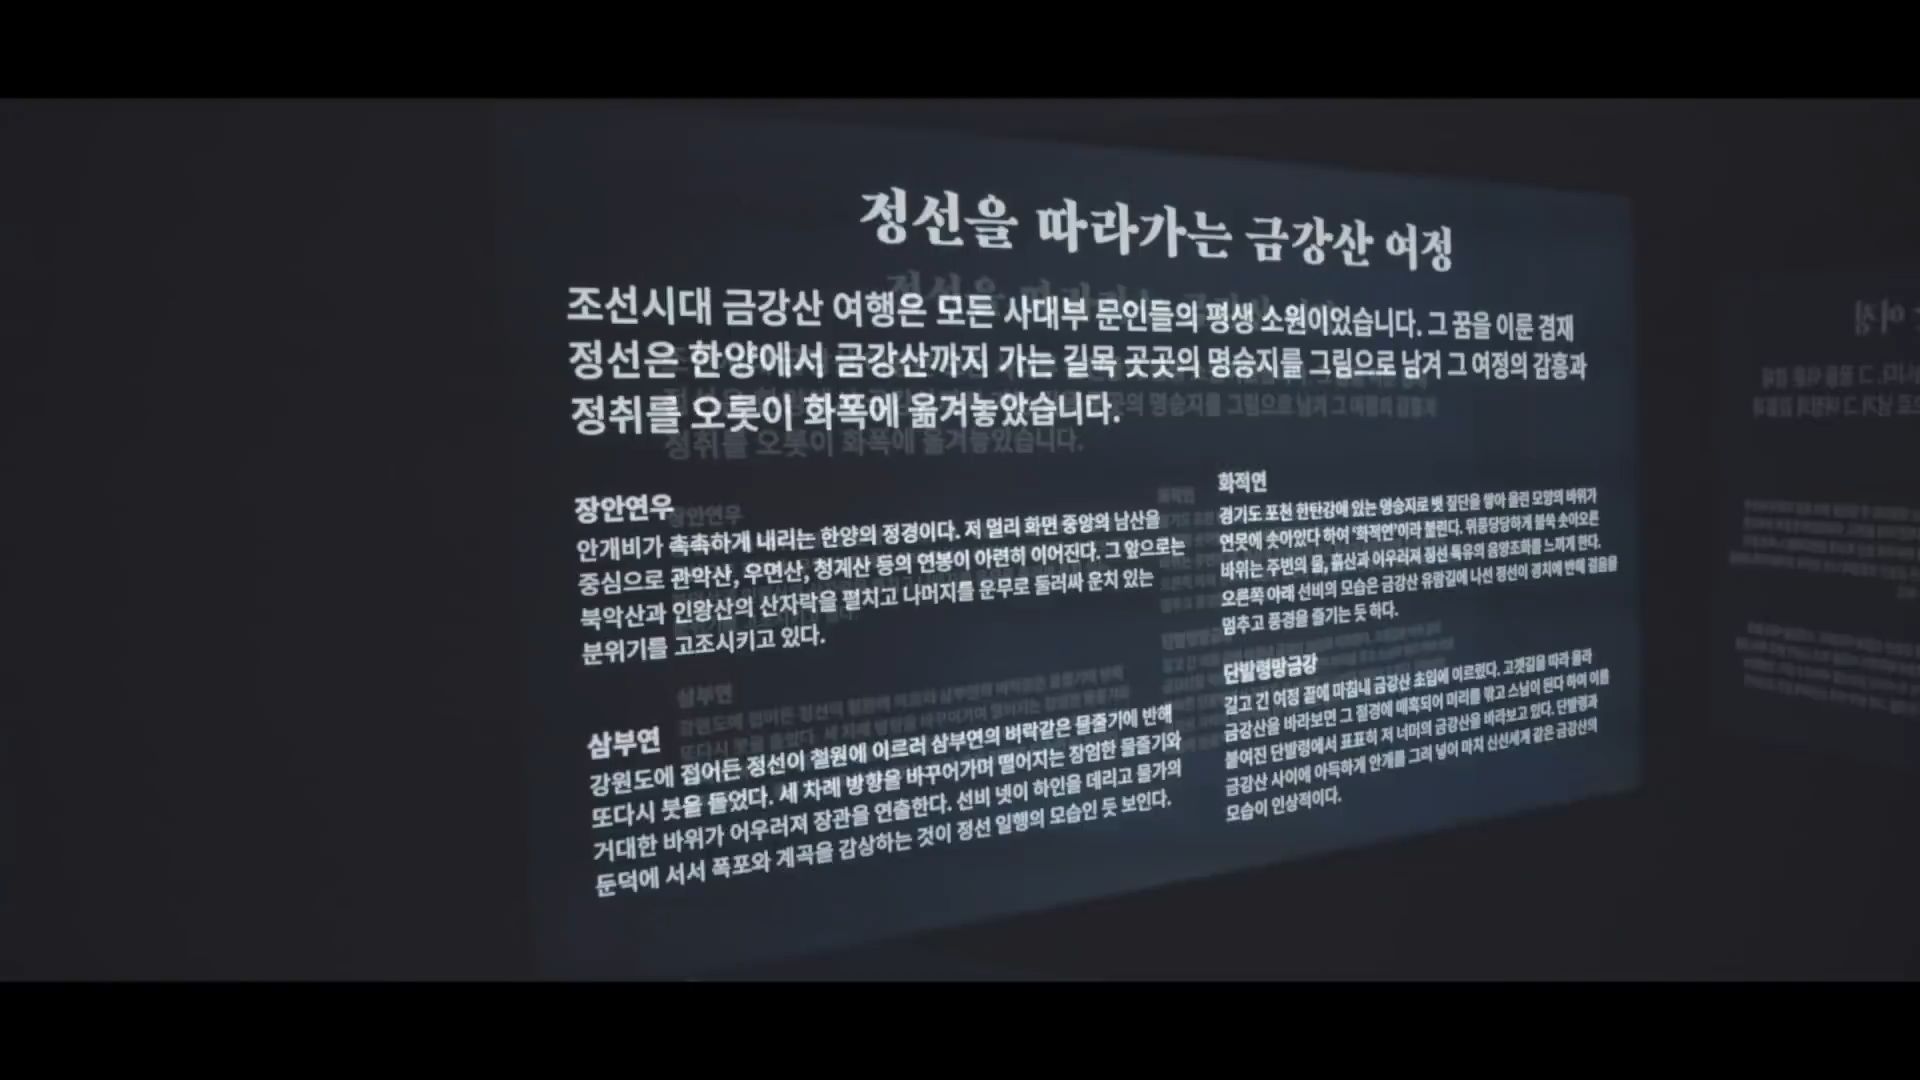 정선을 따라가는 금강산 여정
조선시대 금강산 여행은 모든 사대부 문인들의 평생 소원이었습니다. 그 꿈을 이룬 겸재
정선은 한양에서 금강산까지 가는 길목 곳곳의 명승지를 그림으로 남겨 그 여정의 감흥과
정취를 오롯이 화폭에 옮겨놓았습니다.
장안연우
안개비가 촉촉하게 내리는 한양의 정경이다. 저 멀리 화면 중앙의 남산을
중심으로 관악산, 우면산, 청계산 등의 연봉이 아련히 이어진다. 그 앞으로는
북악산과 인왕산의 산자락을 펼치고 나머지를 운무로 둘러싸 운치 있는
분위기를 고조시키고 있다.
삼부연
강원도에 접어든 정선이 철원에 이르러 삼부연의 벼락같은 물줄기에 반해
또다시 붓을 들었다. 세 차례 방향을 바꾸어가며 떨어지는 장엄한 물줄기와
거대한 바위가 어우러져 장관을 연출한다. 선비 넷이 하인을 데리고 물가의
둔덕에 서서 폭포와 계곡을 감상하는 것이 정선 일행의 모습인 듯 보인다.
화적연
경기도 포천 한탄강에 있는 명승지로 볏 짚단을 쌓아 올린 모양의 바위가
연못에 솟아있다 하여 '화적연'이라 불린다. 위풍당당하게 불쑥 솟아오른
바위는 주변의 물, 흙산과 어우러져 정선 특유의 음양조화를 느끼게 한다.
오른쪽 아래 선비의 모습은 금강산 유람길에 나선 정선이 경치에 반해 걸음을
멈추고 풍경을 즐기는 듯 하다.
단발령망금강
길고 긴 여정 끝에 마침내 금강산 초입에 이르렀다. 고갯길을 따라 올라
금강산을 바라보면 그 절경에 매혹되어 머리를 깎고 스님이 된다 하여 이름
붙여진 단발령에서 표표히 저 너머의 금강산을 바라보고 있다. 단발령과
금강산 사이에 아득하게 안개를 그려 넣어 마치 신선세계 같은 금강산의
모습이 인상적이다.